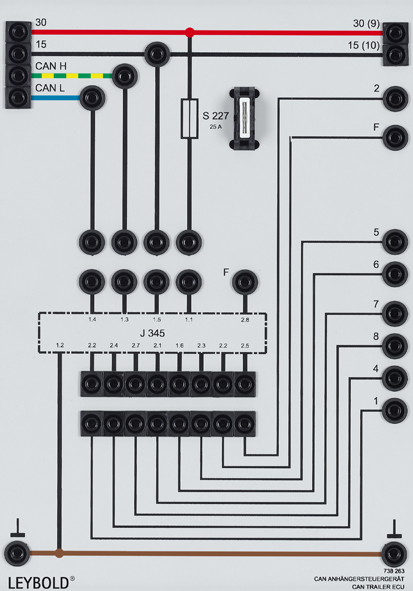 30
30 (9)
15
15 (10)
CAN H
CAN L
2
S 227
25 A
F
5
6
F
7
1.4 1.3 1.5 1.1 2.8
J 345
8
1.2 2.2 2.4 2.7 2.1 1.6 2.3 2.2 2.5
4
1
738 263
LEYBOLD®
CAN ANHÄNGERSTEUERGERÄT
CAN TRAILER ECU